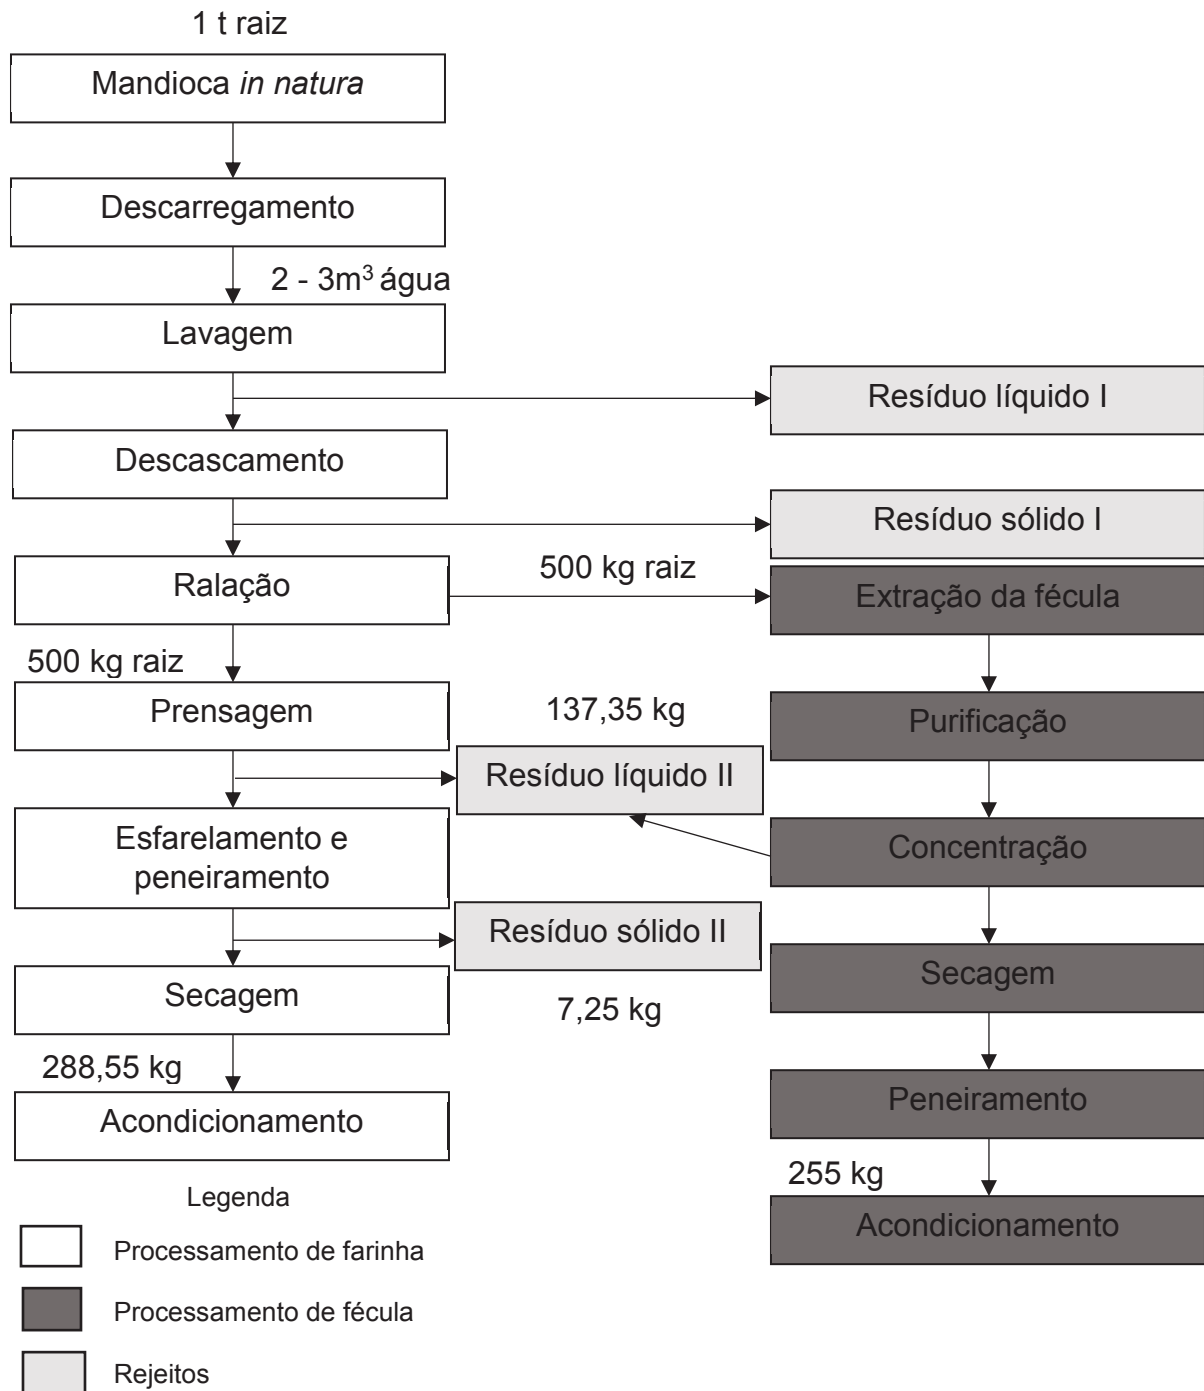 1 t raiz
Mandioca in natura
Descarregamento
2 - 3m³ água
Lavagem
Resíduo líquido I
Descascamento
Resíduo sólido I
Ralação
500 kg raiz
Extração da fécula
500 kg raiz
Prensagem
137,35 kg
Purificação
Resíduo líquido II
Esfarelamento e
peneiramento
Concentração
Resíduo sólido II
Secagem
7,25 kg
Secagem
288,55 kg
Peneiramento
Acondicionamento
255 kg
Acondicionamento
Legenda
Processamento de farinha
Processamento de fécula
Rejeitos